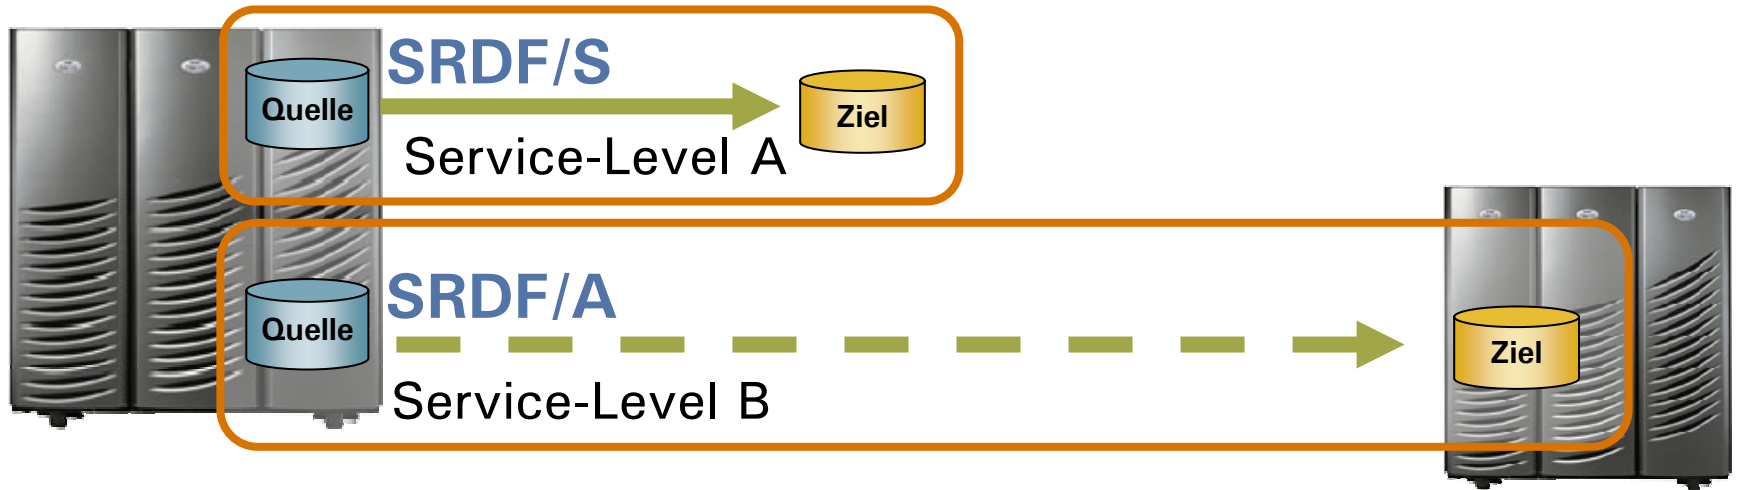 SRDF/S
Quelle
Ziel
Service-Level A
SRDF/A
Quelle
Ziel
Service-Level B